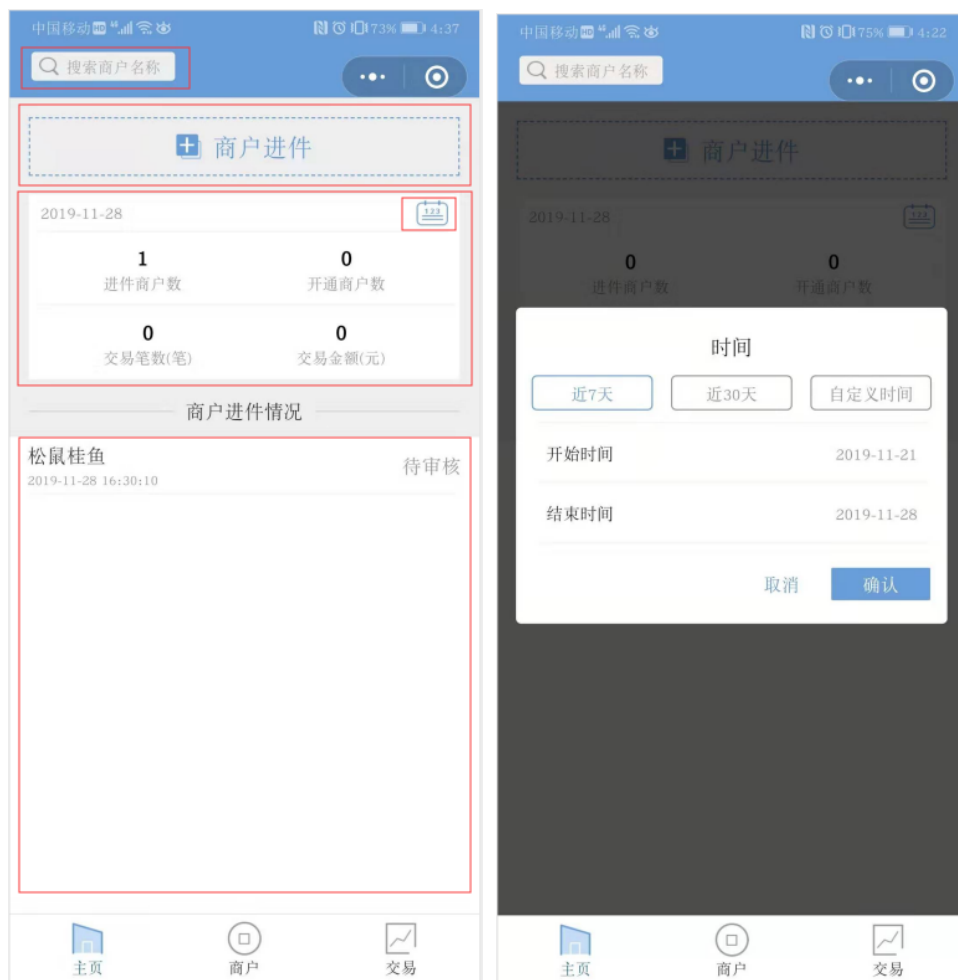 中国移动 HD 4G 73% 4:37
搜索商户名称
商户进件
2019-11-28
123
1 0
进件商户数 开通商户数
0 0
交易笔数(笔) 交易金额(元)
商户进件情况
松鼠桂鱼 待审核
2019-11-28 16:30:10
主页 商户 交易
中国移动 HD 4G 75% 4:22
搜索商户名称
商户进件
2019-11-28
123
0 0
进件商户数 开通商户数
时间
近7天 近30天 自定义时间
开始时间 2019-11-21
结束时间 2019-11-28
取消 确认
主页 商户 交易